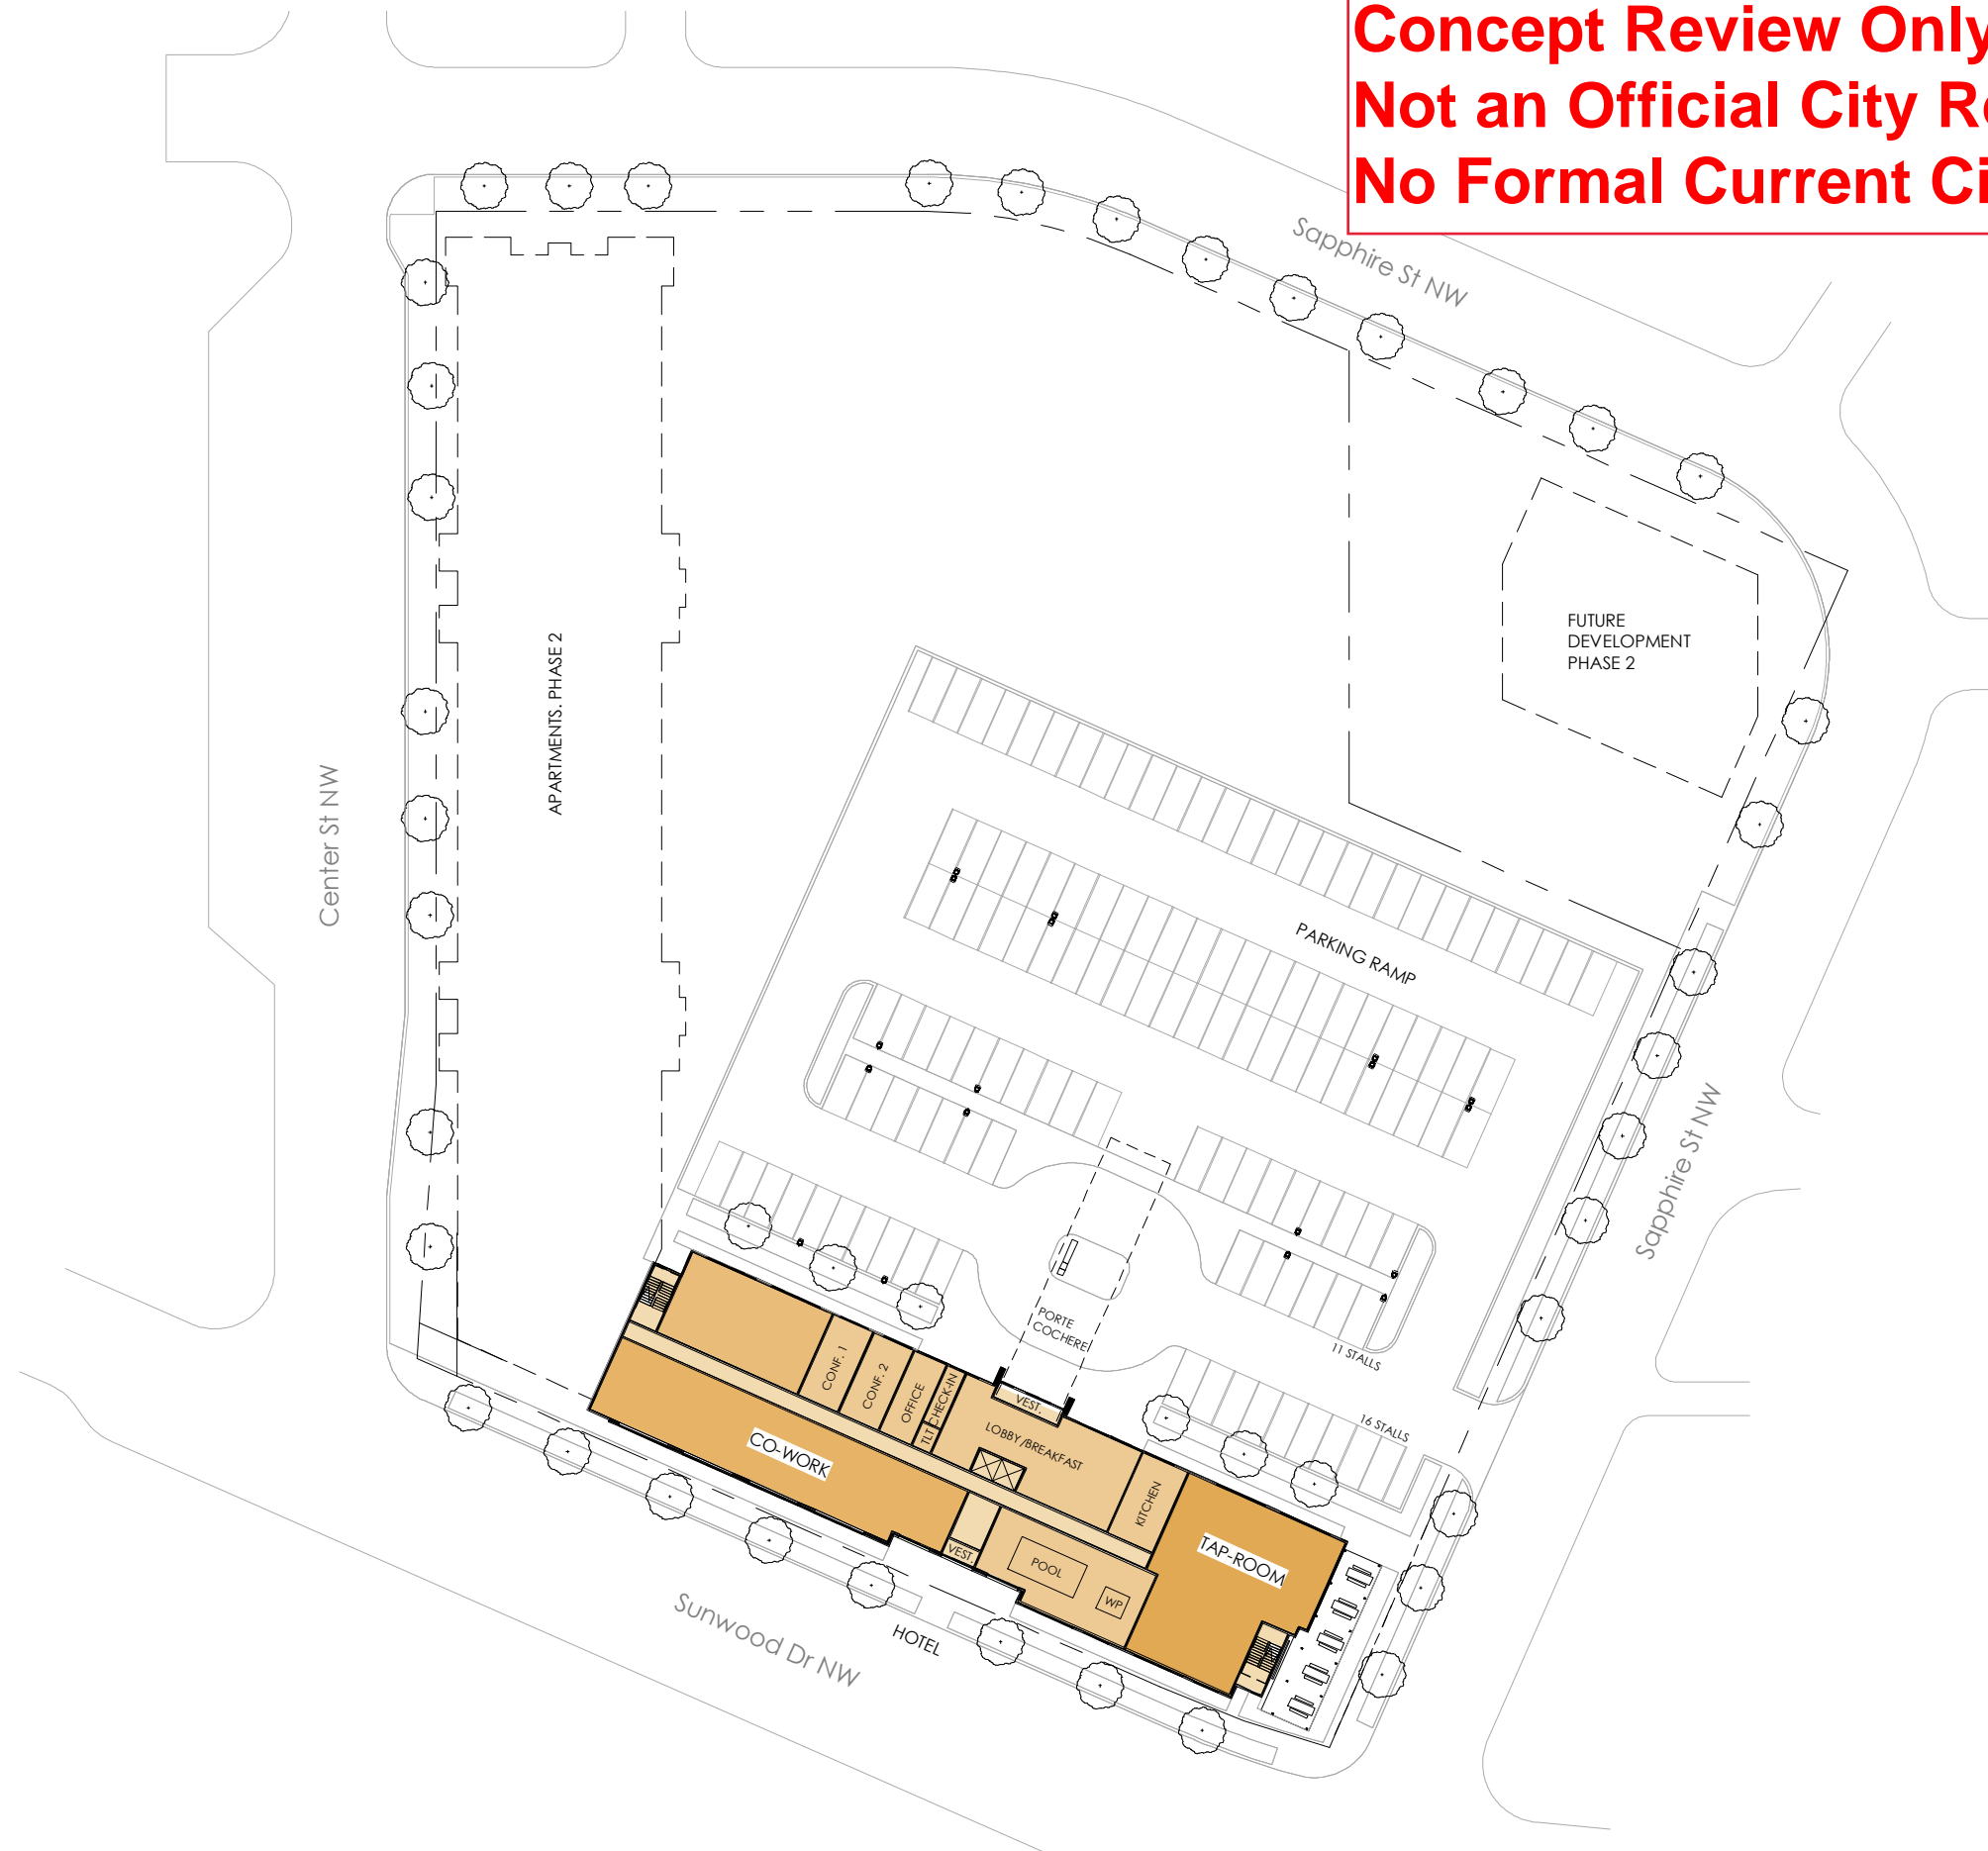 Concept Review Only
Not an Official City
No Formal Current
Sapphire St NW
FUTURE
DEVELOPMENT
PHASE 2
APARTMENTS. PHASE 2
Center St NW
PARKING RAMP
Sapphire St NW
PORTE
COCHERE
11 STALLS
16 STALLS
CONF. 1
CONF. 2
OFFICE
CHECK-IN
TLT
VEST.
LOBBY/BREAKFAST
KITCHEN
CO-WORK
VEST.
POOL
WP
TAP-ROOM
HOTEL
Sunwood Dr NW